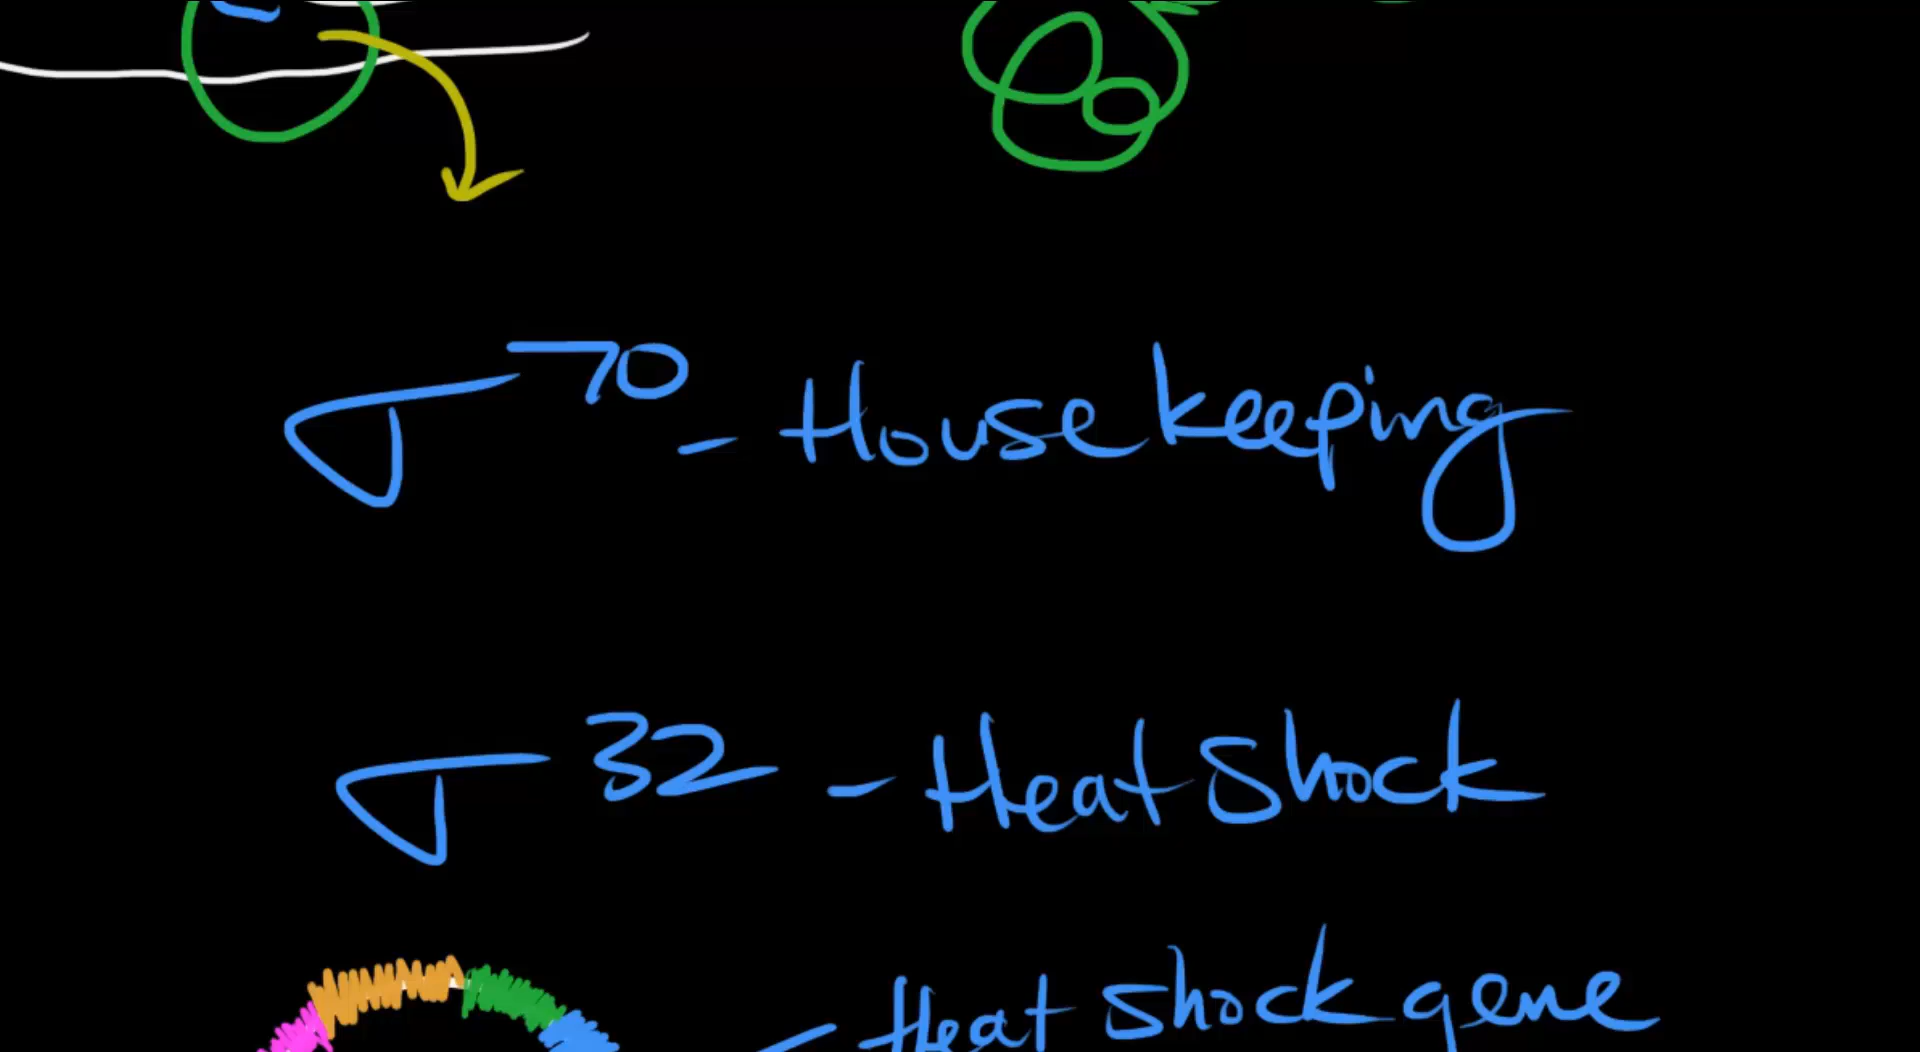 σ⁷⁰ - Housekeeping
σ³² - Heat shock
- Heat shock gene